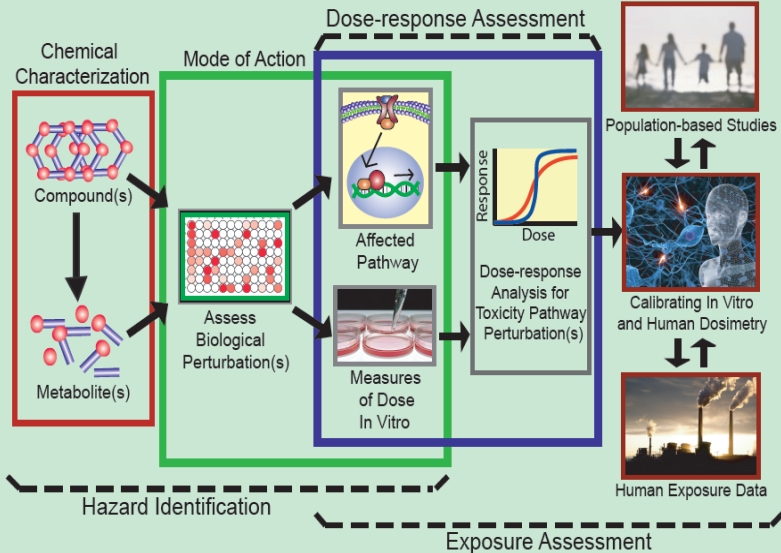 Dose-response Assessment
Chemical
Characterization
Mode of Action
Compound(s)
Metabolite(s)
Assess
Biological
Perturbation(s)
Affected
Pathway
Measures
of Dose
In Vitro
Response
Dose
Dose-response
Analysis for
Toxicity Pathway
Perturbation(s)
Population-based Studies
Calibrating In Vitro
and Human Dosimetry
Human Exposure Data
Hazard Identification
Exposure Assessment